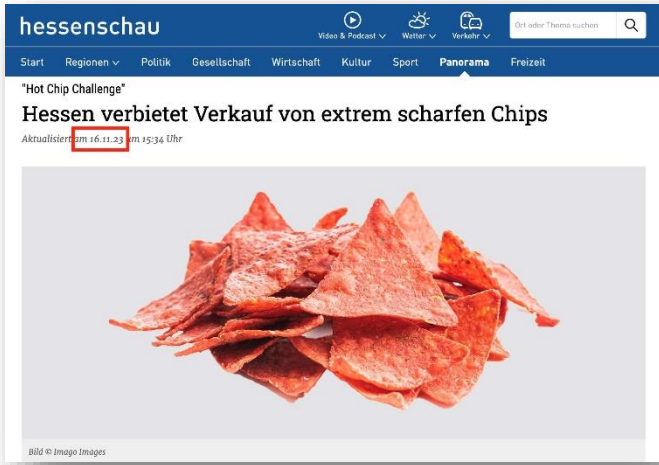 hessenschau
Video & Podcast
Wetter
Verkehr
Ort oder Thema suchen
Start Regionen Politik Gesellschaft Wirtschaft Kultur Sport Panorama Freizeit
"Hot Chip Challenge"
Hessen verbietet Verkauf von extrem scharfen Chips
Aktualisiert am 16.11.23 um 15:34 Uhr
Bild © Imago Images